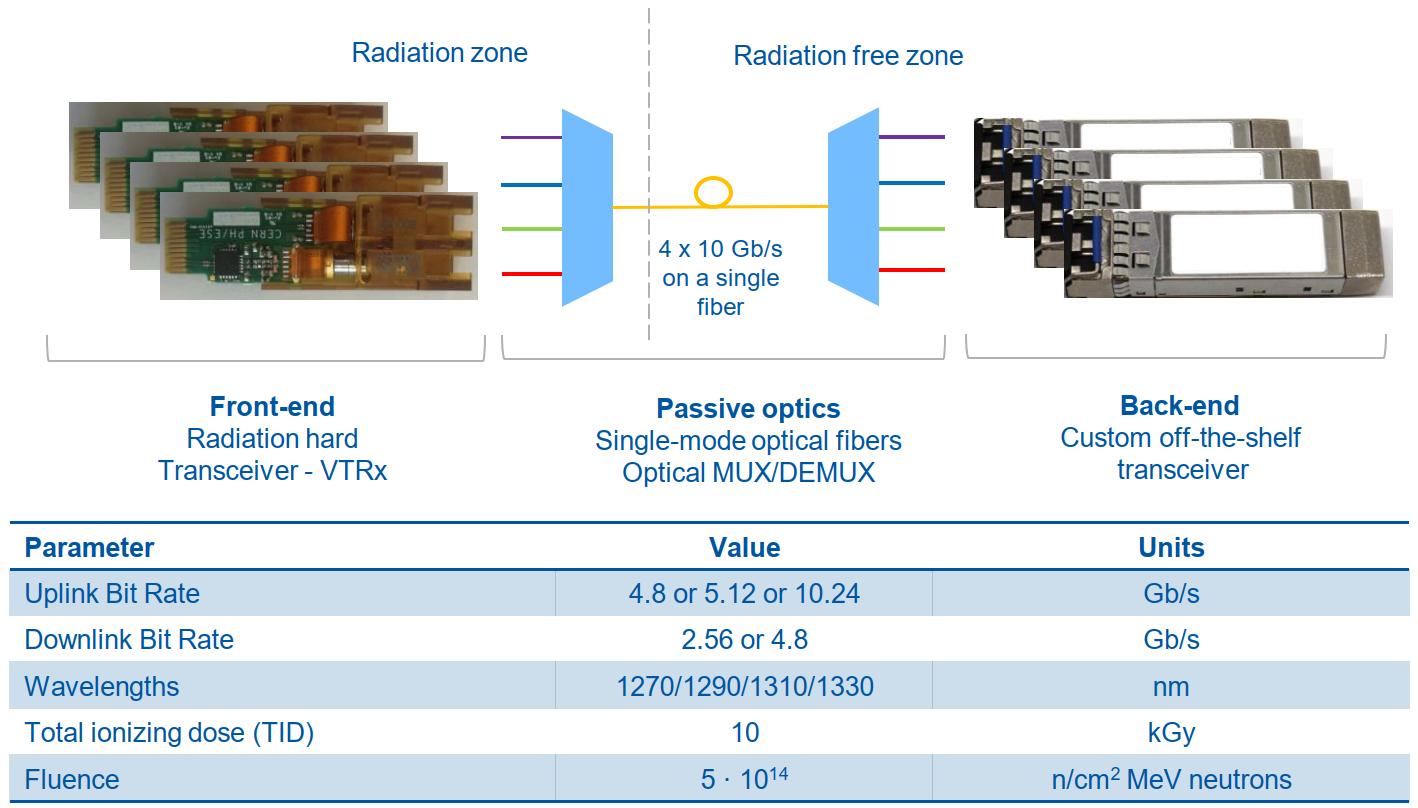 Radiation zone
Radiation free zone
CERN PH/ESE
4 x 10 Gb/s
on a single
fiber
Front-end
Radiation hard
Transceiver - VTRx
Passive optics
Single-mode optical fibers
Optical MUX/DEMUX
Back-end
Custom off-the-shelf
transceiver
Parameter Value Units
Uplink Bit Rate 4.8 or 5.12 or 10.24 Gb/s
Downlink Bit Rate 2.56 or 4.8 Gb/s
Wavelengths 1270/1290/1310/1330 nm
Total ionizing dose (TID) 10 kGy
Fluence 5 · 10¹⁴ n/cm² MeV neutrons